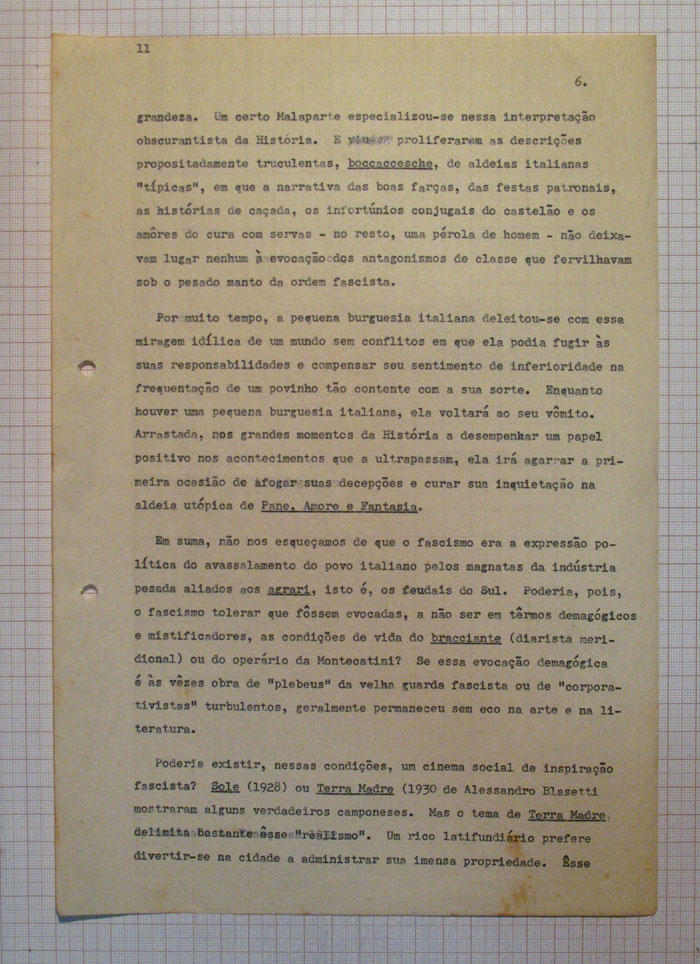 11
6.
grandeza. Um certo Malaparte especializou-se nessa interpretação
obscurantista da História. E proliferaram as descrições
propositadamente truculentas, boccaccesche, de aldeias italianas
"típicas", em que a narrativa das boas farças, das festas patronais,
as histórias de caçada, os infortúnios conjugais do castelão e os
amôres do cura com servas - no resto, uma pérola de homem - não deixa-
vam lugar nenhum à evocação dos antagonismos de classe que fervilhavam
sob o pesado manto da ordem fascista.
Por muito tempo, a pequena burguesia italiana deleitou-se com essa
miragem idílica de um mundo sem conflitos em que ela podia fugir às
suas responsabilidades e compensar seu sentimento de inferioridade na
frequentação de um povinho tão contente com a sua sorte. Enquanto
houver uma pequena burguesia italiana, ela voltará ao seu vômito.
Arrastada, nos grandes momentos da História a desempenhar um papel
positivo nos acontecimentos que a ultrapassam, ela irá agarrar a pri-
meira ocasião de afogar suas decepções e curar sua inquietação na
aldeia utópica de Pane, Amore e Fantasia.
Em suma, não nos esqueçamos de que o fascismo era a expressão po-
lítica do avassalamento do povo italiano pelos magnatas da indústria
pesada aliados aos agrari, isto é, os feudais do Sul. Poderia, pois,
o fascismo tolerar que fôssem evocadas, a não ser em têrmos demagógicos
e mistificadores, as condições de vida do bracciante (diarista meri-
dional) ou do operário da Montecatini? Se essa evocação demagógica
é às vêzes obra de "plebeus" da velha guarda fascista ou de "corpora-
tivistas" turbulentos, geralmente permaneceu sem eco na arte e na li-
teratura.
Poderia existir, nessas condições, um cinema social de inspiração
fascista? Sole (1928) ou Terra Madre (1930 de Alessandro Blasetti
mostraram alguns verdadeiros camponeses. Mas o tema de Terra Madre
delimita bastante êsse "realismo". Um rico latifundiário prefere
divertir-se na cidade a administrar sua imensa propriedade. Êsse